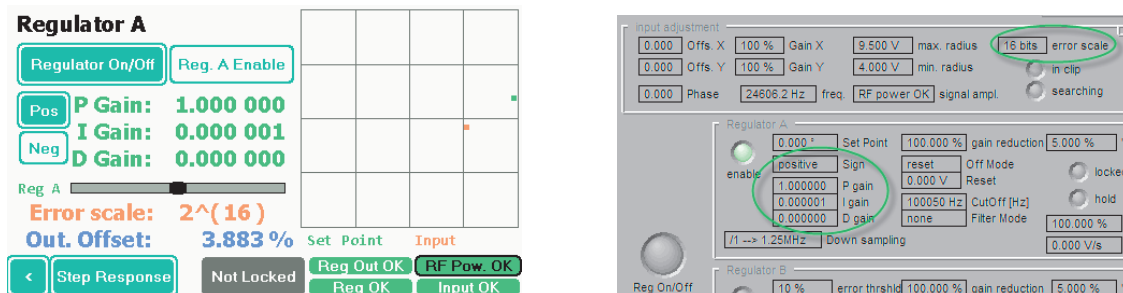 Regulator A
Regulator On/Off Reg. A Enable
Pos P Gain: 1.000 000
I Gain: 0.000 001
Neg D Gain: 0.000 000
Reg A
Error scale: 2^(16)
Out. Offset: 3.883 %
< Step Response Not Locked
Set Point Input
Reg Out OK RF Pow. OK
Reg OK Input OK
input adjustment
0.000 Offs. X 100 % Gain X 9.500 V max. radius 16 bits error scale
0.000 Offs. Y 100 % Gain Y 4.000 V min. radius in clip
0.000 Phase 24606.2 Hz freq. RF power OK signal ampl. searching
Regulator A
0.000 ° Set Point 100.000 % gain reduction 5.000 %
enable positive Sign reset Off Mode locked
1.000000 P gain 0.000 V Reset
0.000001 I gain 100050 Hz CutOff [Hz] hold
0.000000 D gain none Filter Mode 100.000 %
/1 --> 1.25MHz Down sampling 0.000 V/s
Regulator B
Reg On/Off 10 % error thrshld 100.000 % gain reduction 5.000 %